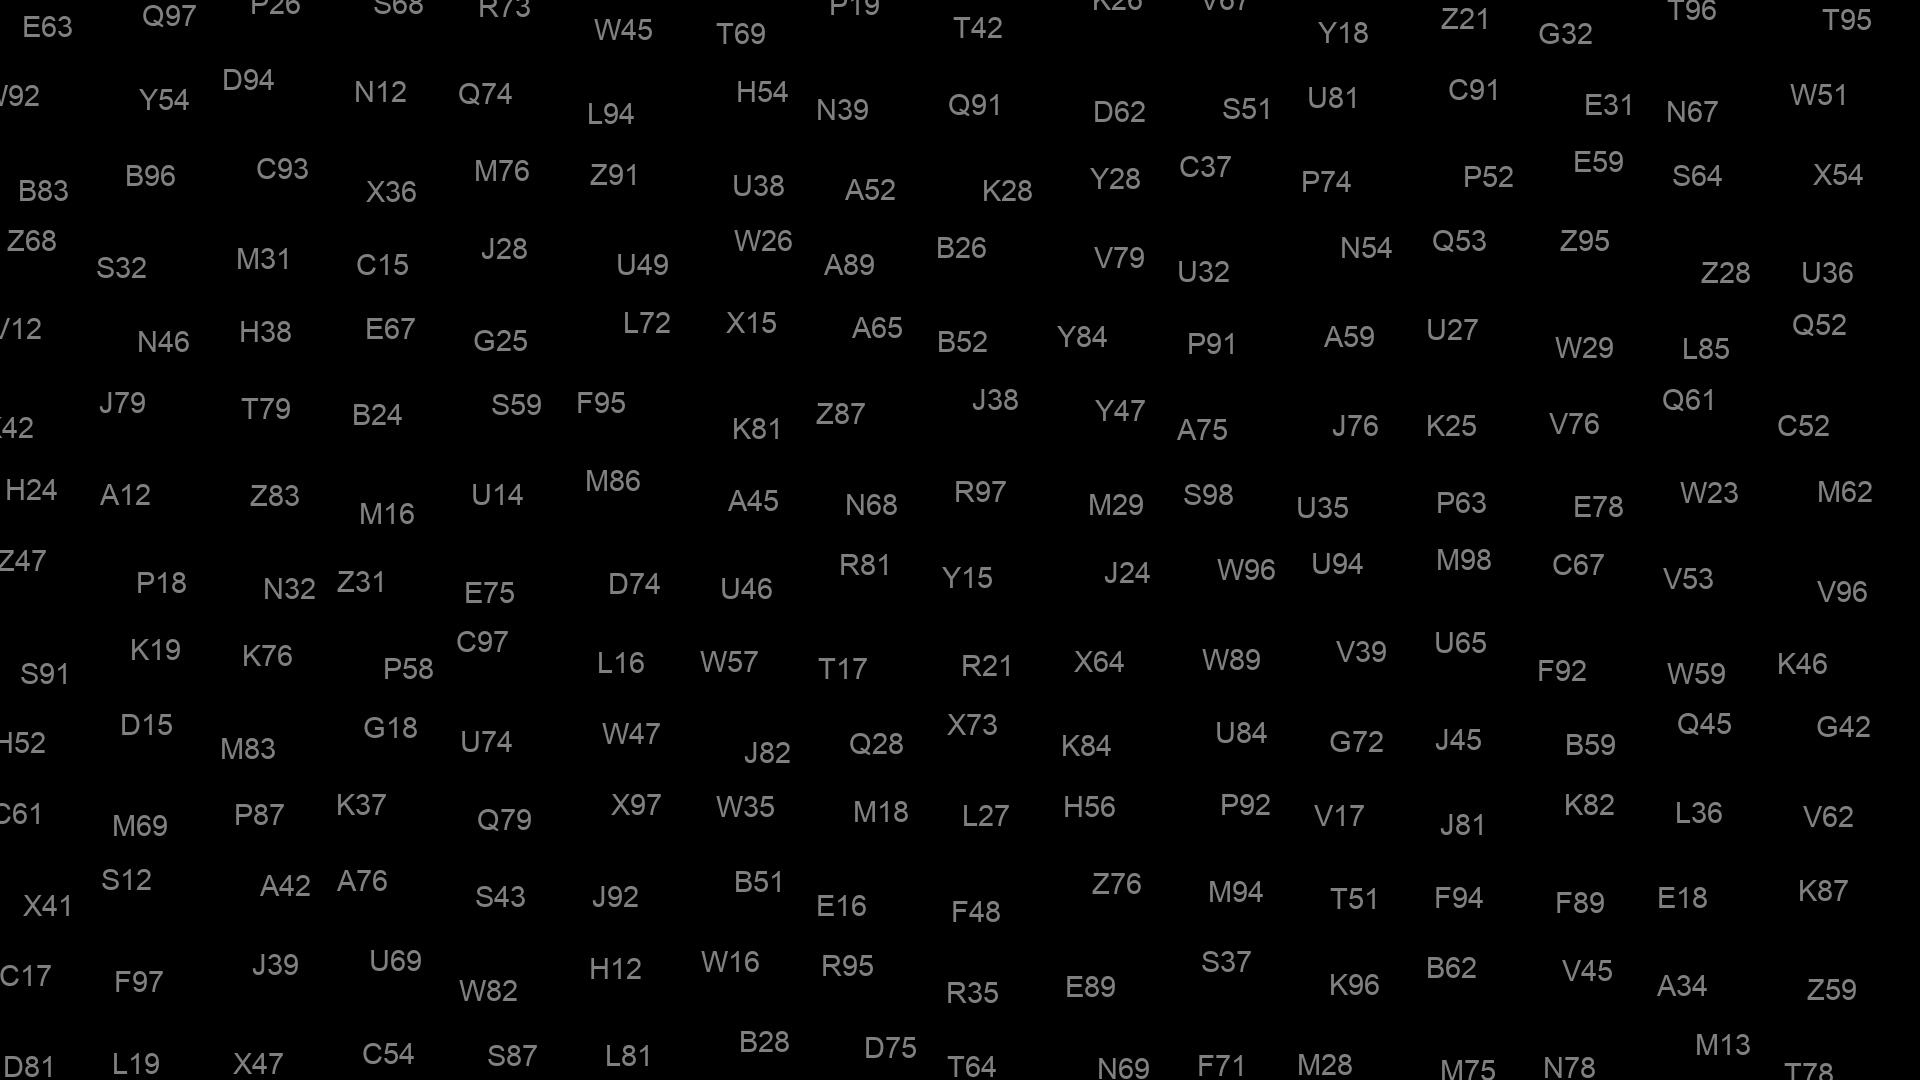 E63 Q97 P26 S68 R73 W45 T69 P19 T42 K26 V67 Y18 Z21 G32 T96 T95
Y54 D94 N12 Q74 L94 H54 N39 Q91 D62 S51 U81 C91 E31 N67 W51
B83 B96 C93 X36 M76 Z91 U38 A52 K28 Y28 C37 P74 P52 E59 S64 X54
Z68 S32 M31 C15 J28 U49 W26 A89 B26 V79 U32 N54 Q53 Z95 Z28 U36
V12 N46 H38 E67 G25 L72 X15 A65 B52 Y84 P91 A59 U27 W29 L85 Q52
J79 T79 B24 S59 F95 K81 Z87 J38 Y47 A75 J76 K25 V76 Q61 C52
H24 A12 Z83 M16 U14 M86 A45 N68 R97 M29 S98 U35 P63 E78 W23 M62
Z47 P18 N32 Z31 E75 D74 U46 R81 Y15 J24 W96 U94 M98 C67 V53 V96
S91 K19 K76 P58 C97 L16 W57 T17 R21 X64 W89 V39 U65 F92 W59 K46
H52 D15 M83 G18 U74 W47 J82 Q28 X73 K84 U84 G72 J45 B59 Q45 G42
C61 M69 P87 K37 Q79 X97 W35 M18 L27 H56 P92 V17 J81 K82 L36 V62
X41 S12 A42 A76 S43 J92 B51 E16 F48 Z76 M94 T51 F94 F89 E18 K87
C17 F97 J39 U69 W82 H12 W16 R95 R35 E89 S37 K96 B62 V45 A34 Z59
D81 L19 X47 C54 S87 L81 B28 D75 T64 N69 F71 M28 M75 N78 M13 T78